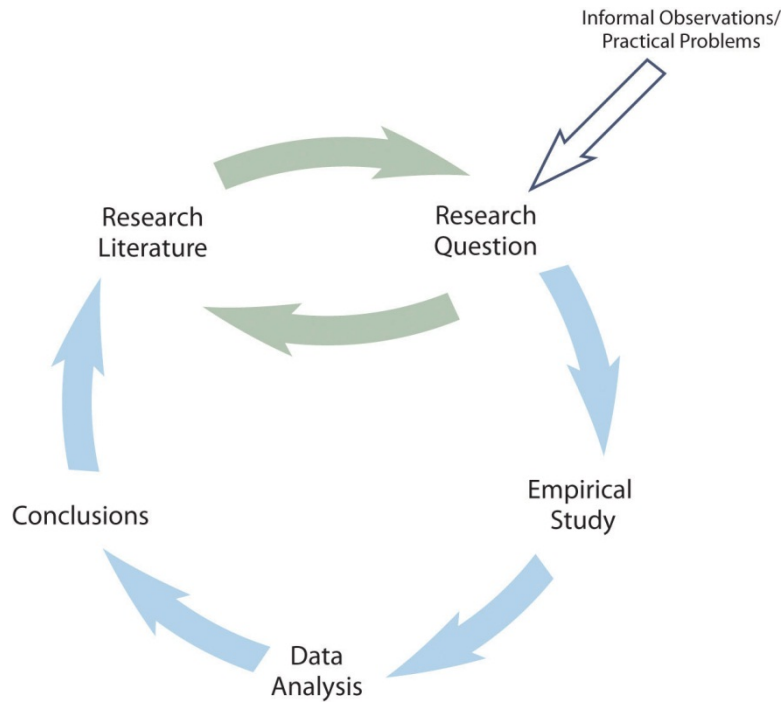 Informal Observations/
Practical Problems
Research
Literature
Research
Question
Empirical
Study
Conclusions
Data
Analysis